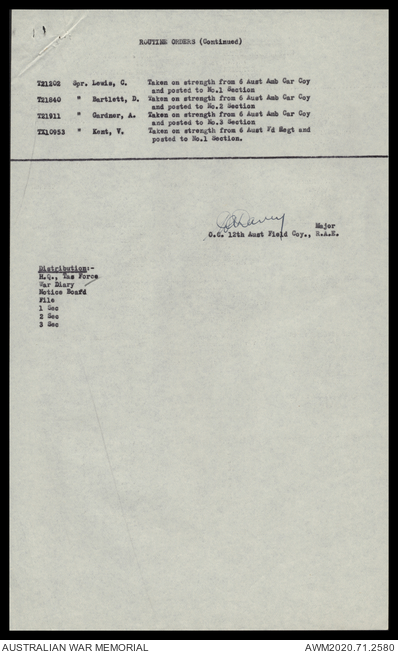 11
ROUTINE ORDERS (Continued)
T21202 Spr. Lewis, C. Taken on strength from 6 Aust Amb Car Coy
and posted to No.1 Section
T21840 " Bartlett, D. Taken on strength from 6 Aust Amb Car Coy
and posted to No.2 Section
T21911 " Gardner, A. Taken on strength from 6 Aust Amb Car Coy
and posted to No.3 Section
TX10953 " Kent, V. Taken on strength from 6 Aust Fd Regt and
posted to No.1 Section.
Major
O.C. 12th Aust Field Coy., R.A.E.
Distribution:-
H.Q., Tas Force
War Diary
Notice Board
File
1 Sec
2 Sec
3 Sec
AUSTRALIAN WAR MEMORIAL AWM2020.71.2580